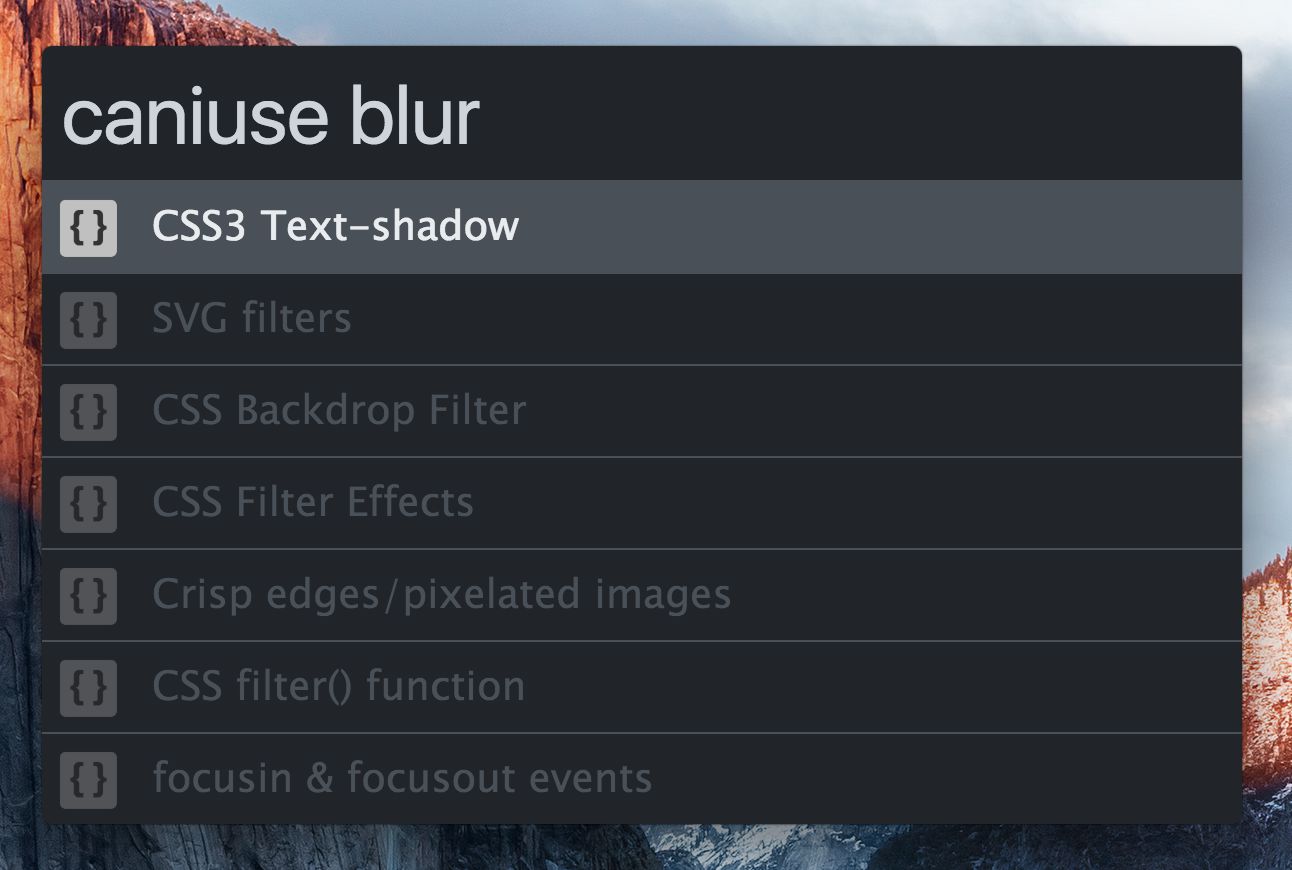 caniuse blur
{} CSS3 Text-shadow
{} SVG filters
{} CSS Backdrop Filter
{} CSS Filter Effects
{} Crisp edges/pixelated images
{} CSS filter() function
{} focusin & focusout events